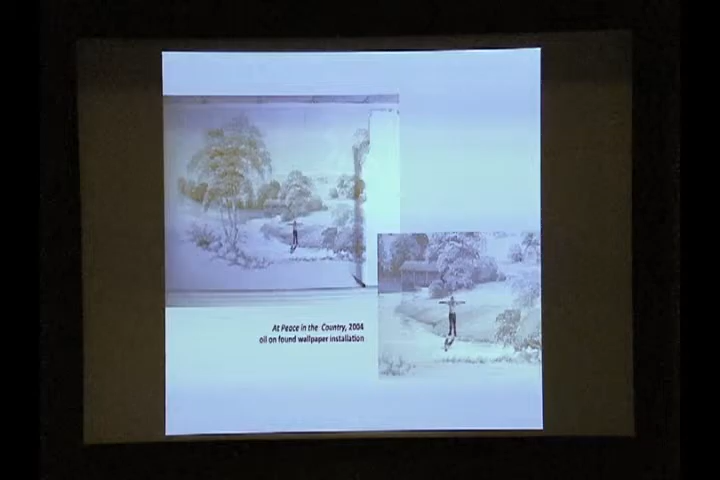 At Peace in the Country, 2004
oil on found wallpaper installation